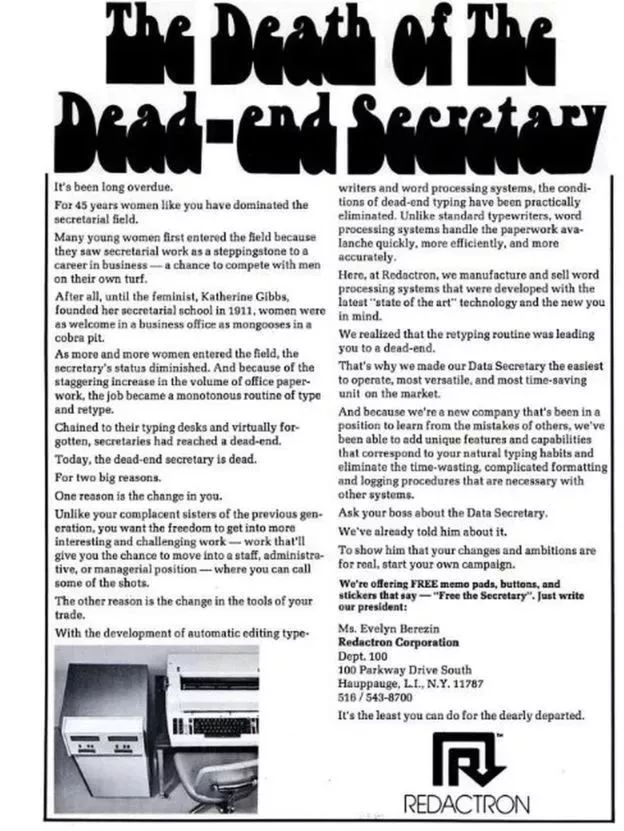 The Death of The
Dead-end Secretary
It's been long overdue.
For 45 years women like you have dominated the
secretarial field.
Many young women first entered the field because
they saw secretarial work as a steppingstone to a
career in business — a chance to compete with men
on their own turf.
After all, until the feminist, Katherine Gibbs,
founded her secretarial school in 1911, women were
as welcome in a business office as mongooses in a
cobra pit.
As more and more women entered the field, the
secretary's status diminished. And because of the
staggering increase in the volume of office paper-
work, the job became a monotonous routine of type
and retype.
Chained to their typing desks and virtually for-
gotten, secretaries had reached a dead-end.
Today, the dead-end secretary is dead.
For two big reasons.
One reason is the change in you.
Unlike your complacent sisters of the previous gen-
eration, you want the freedom to get into more
interesting and challenging work — work that'll
give you the chance to move into a staff, administra-
tive, or managerial position — where you can call
some of the shots.
The other reason is the change in the tools of your
trade.
With the development of automatic editing type-
writers and word processing systems, the condi-
tions of dead-end typing have been practically
eliminated. Unlike standard typewriters, word
processing systems handle the paperwork ava-
lanche quickly, more efficiently, and more
accurately.
Here, at Redactron, we manufacture and sell word
processing systems that were developed with the
latest "state of the art" technology and the new you
in mind.
We realized that the retyping routine was leading
you to a dead-end.
That's why we made our Data Secretary the easiest
to operate, most versatile, and most time-saving
unit on the market.
And because we're a new company that's been in a
position to learn from the mistakes of others, we've
been able to add unique features and capabilities
that correspond to your natural typing habits and
eliminate the time-wasting, complicated formatting
and logging procedures that are necessary with
other systems.
Ask your boss about the Data Secretary.
We've already told him about it.
To show him that your changes and ambitions are
for real, start your own campaign.
We're offering FREE memo pads, buttons, and
stickers that say — "Free the Secretary". Just write
our president:
Ms. Evelyn Berezin
Redactron Corporation
Dept. 100
100 Parkway Drive South
Hauppauge, L.I., N.Y. 11787
516 / 543-8700
It's the least you can do for the dearly departed.
TM
REDACTRON